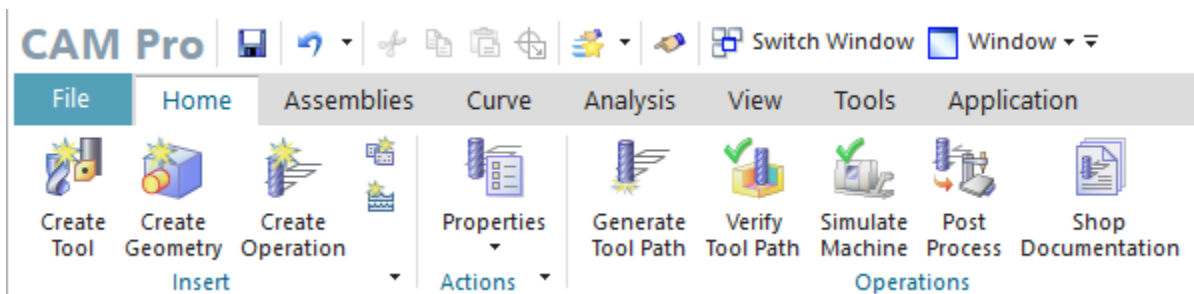 CAM Pro Switch Window Window
File Home Assemblies Curve Analysis View Tools Application
Create Create Create Properties Generate Verify Simulate Post Shop
Tool Geometry Operation Tool Path Tool Path Machine Process Documentation
Insert Actions Operations